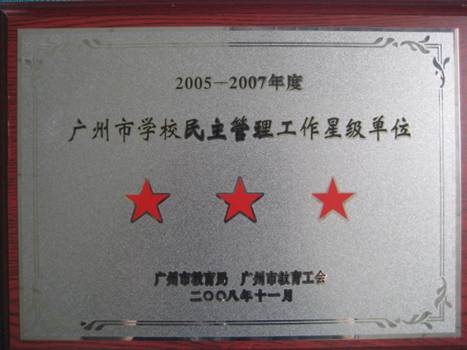 2005—2007年度
广州市学校民主管理工作星级单位
广州市教育局 广州市教育工会
二〇〇八年十一月